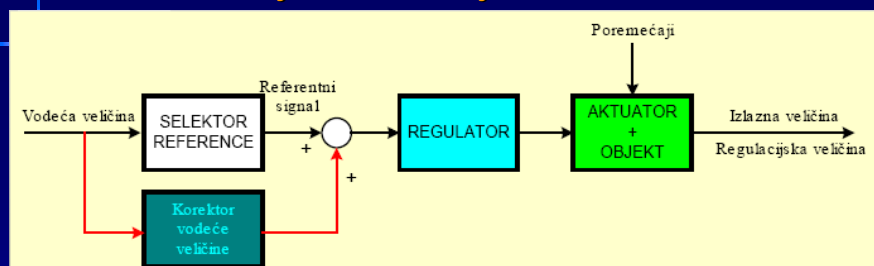 Poremećaji
Referentni
signal
Vodeća veličina
SELEKTOR
REFERENCE
+
REGULATOR
AKTUATOR
+
OBJEKT
Izlazna veličina
Regulacijska veličina
+
Korektor
vodeće
veličine